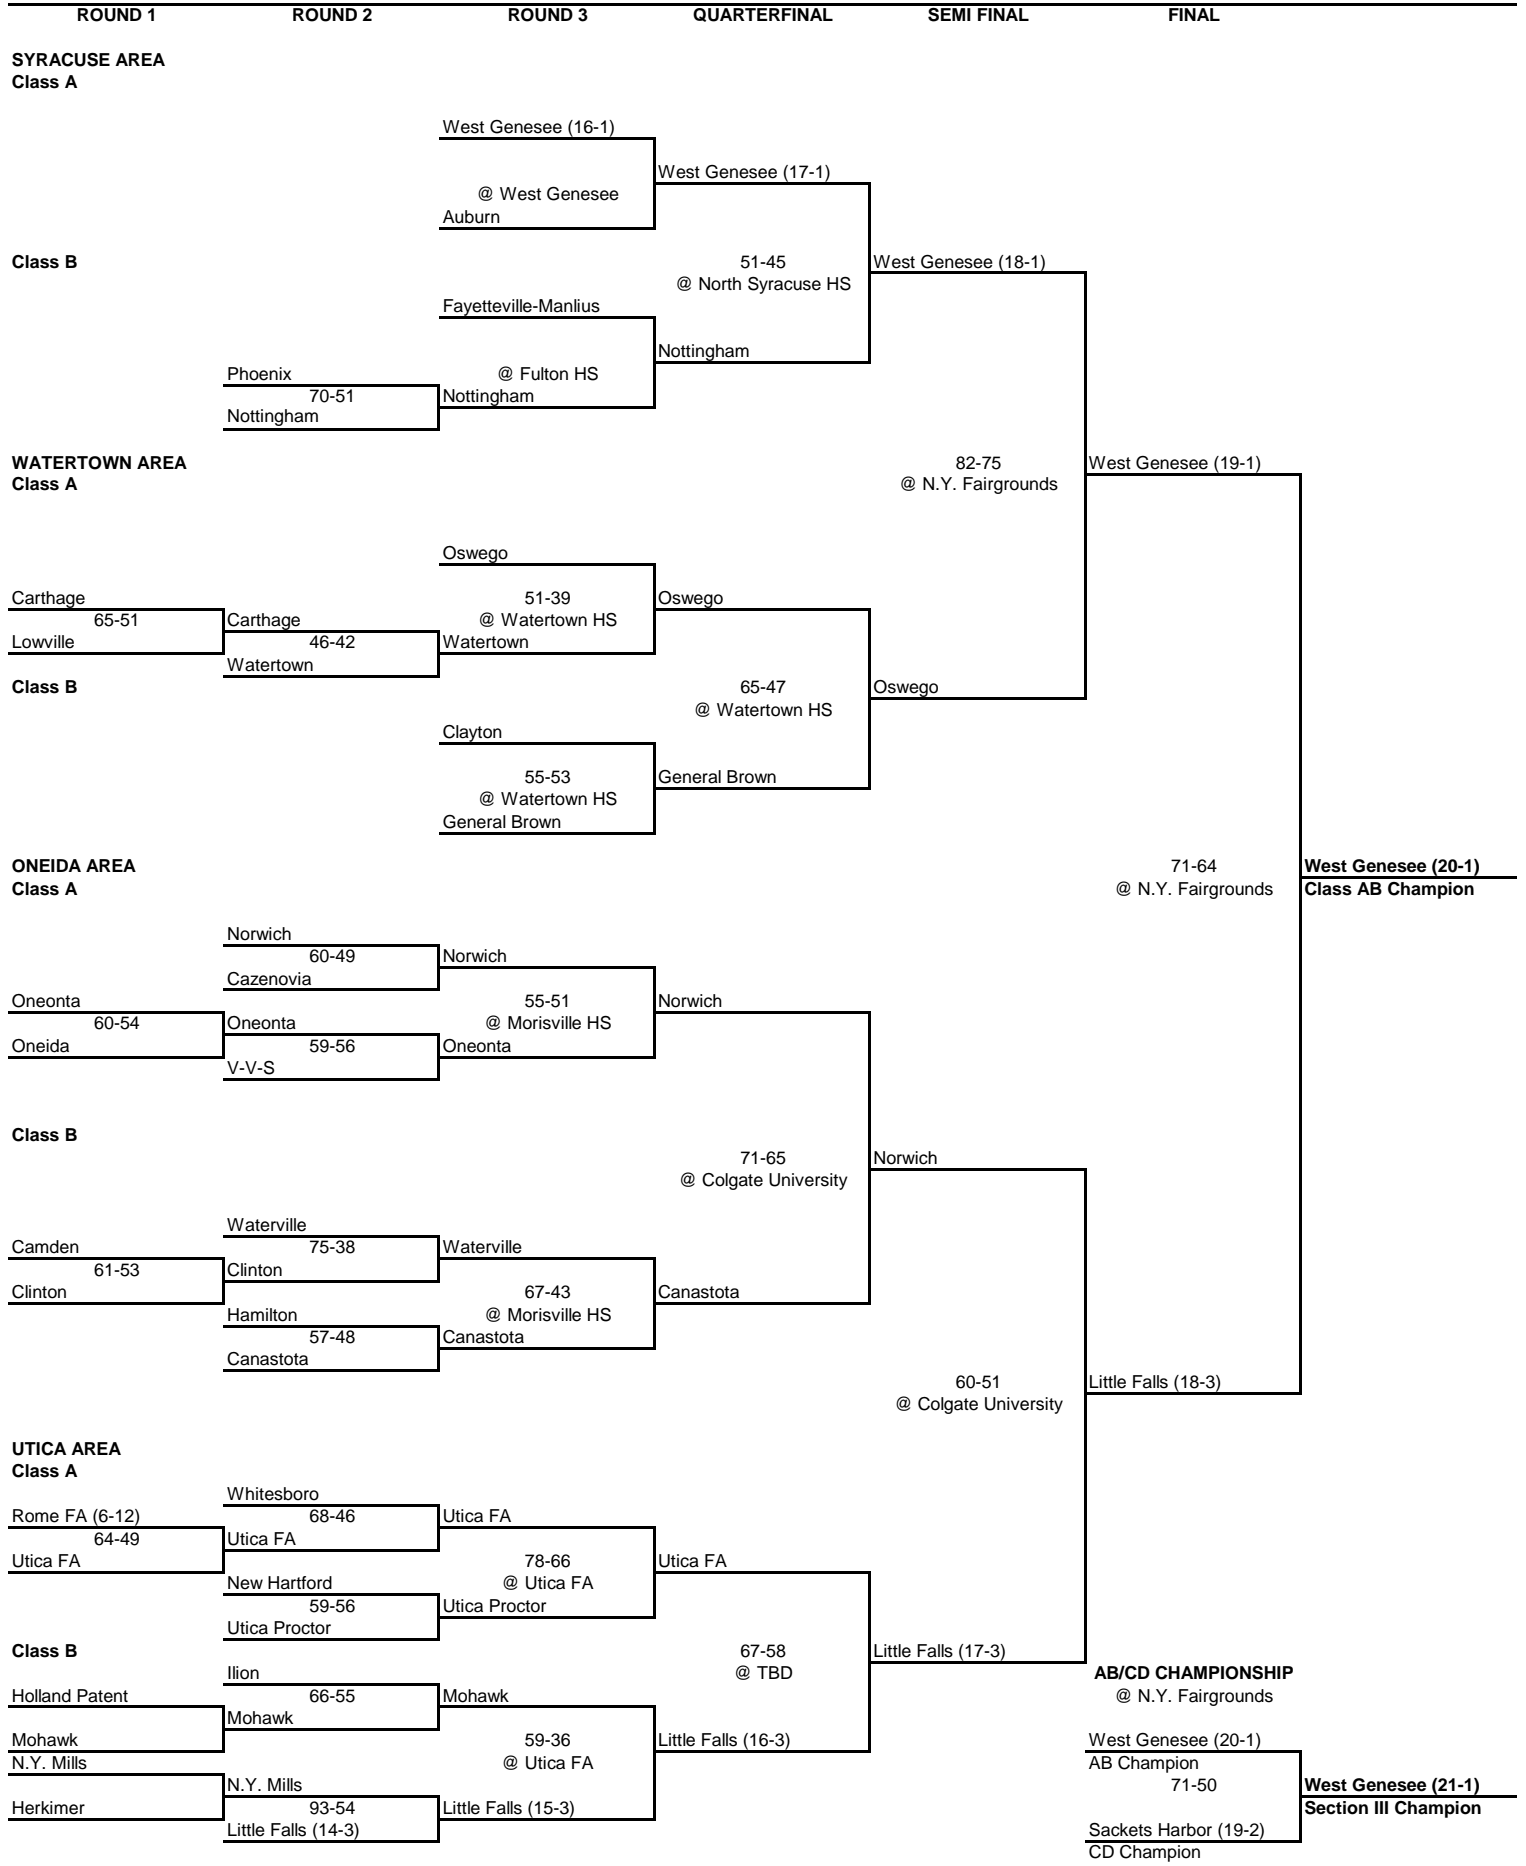 ROUND 1 ROUND 2 ROUND 3 QUARTERFINAL SEMI FINAL FINAL
SYRACUSE AREA
Class A
West Genesee (16-1)
West Genesee (17-1)
@ West Genesee
Auburn
Class B 51-45 West Genesee (18-1)
@ North Syracuse HS
Fayetteville-Manlius
Nottingham
Phoenix @ Fulton HS
70-51 Nottingham
Nottingham
WATERTOWN AREA 82-75 West Genesee (19-1)
Class A @ N.Y. Fairgrounds
Oswego
Carthage 51-39 Oswego
65-51 Carthage @ Watertown HS
Lowville 46-42 Watertown
Watertown
Class B 65-47 Oswego
@ Watertown HS
Clayton
55-53 General Brown
@ Watertown HS
General Brown
ONEIDA AREA 71-64 West Genesee (20-1)
Class A @ N.Y. Fairgrounds Class AB Champion
Norwich
60-49 Norwich
Cazenovia
Oneonta 55-51 Norwich
60-54 Oneonta @ Morisville HS
Oneida 59-56 Oneonta
V-V-S
Class B
71-65 Norwich
@ Colgate University
Waterville
Camden 75-38 Waterville
61-53 Clinton
Clinton 67-43 Canastota
Hamilton @ Morisville HS
57-48 Canastota
Canastota
60-51 Little Falls (18-3)
@ Colgate University
UTICA AREA
Class A
Whitesboro
Rome FA (6-12) 68-46 Utica FA
64-49 Utica FA
Utica FA 78-66 Utica FA
New Hartford @ Utica FA
59-56 Utica Proctor
Utica Proctor
Class B 67-58 Little Falls (17-3)
Ilion @ TBD AB/CD CHAMPIONSHIP
Holland Patent 66-55 Mohawk @ N.Y. Fairgrounds
Mohawk
Mohawk 59-36 Little Falls (16-3) West Genesee (20-1)
N.Y. Mills @ Utica FA AB Champion
N.Y. Mills 71-50 West Genesee (21-1)
Herkimer 93-54 Little Falls (15-3) Section III Champion
Little Falls (14-3) Sackets Harbor (19-2)
CD Champion